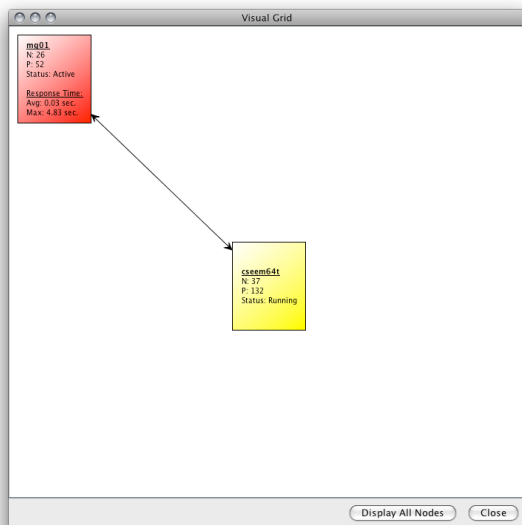 Visual Grid
mg01
N: 26
P: 52
Status: Active
Response Time:
Avg: 0.03 sec.
Max: 4.83 sec.
cseem64t
N: 37
P: 132
Status: Running
Display All Nodes
Close